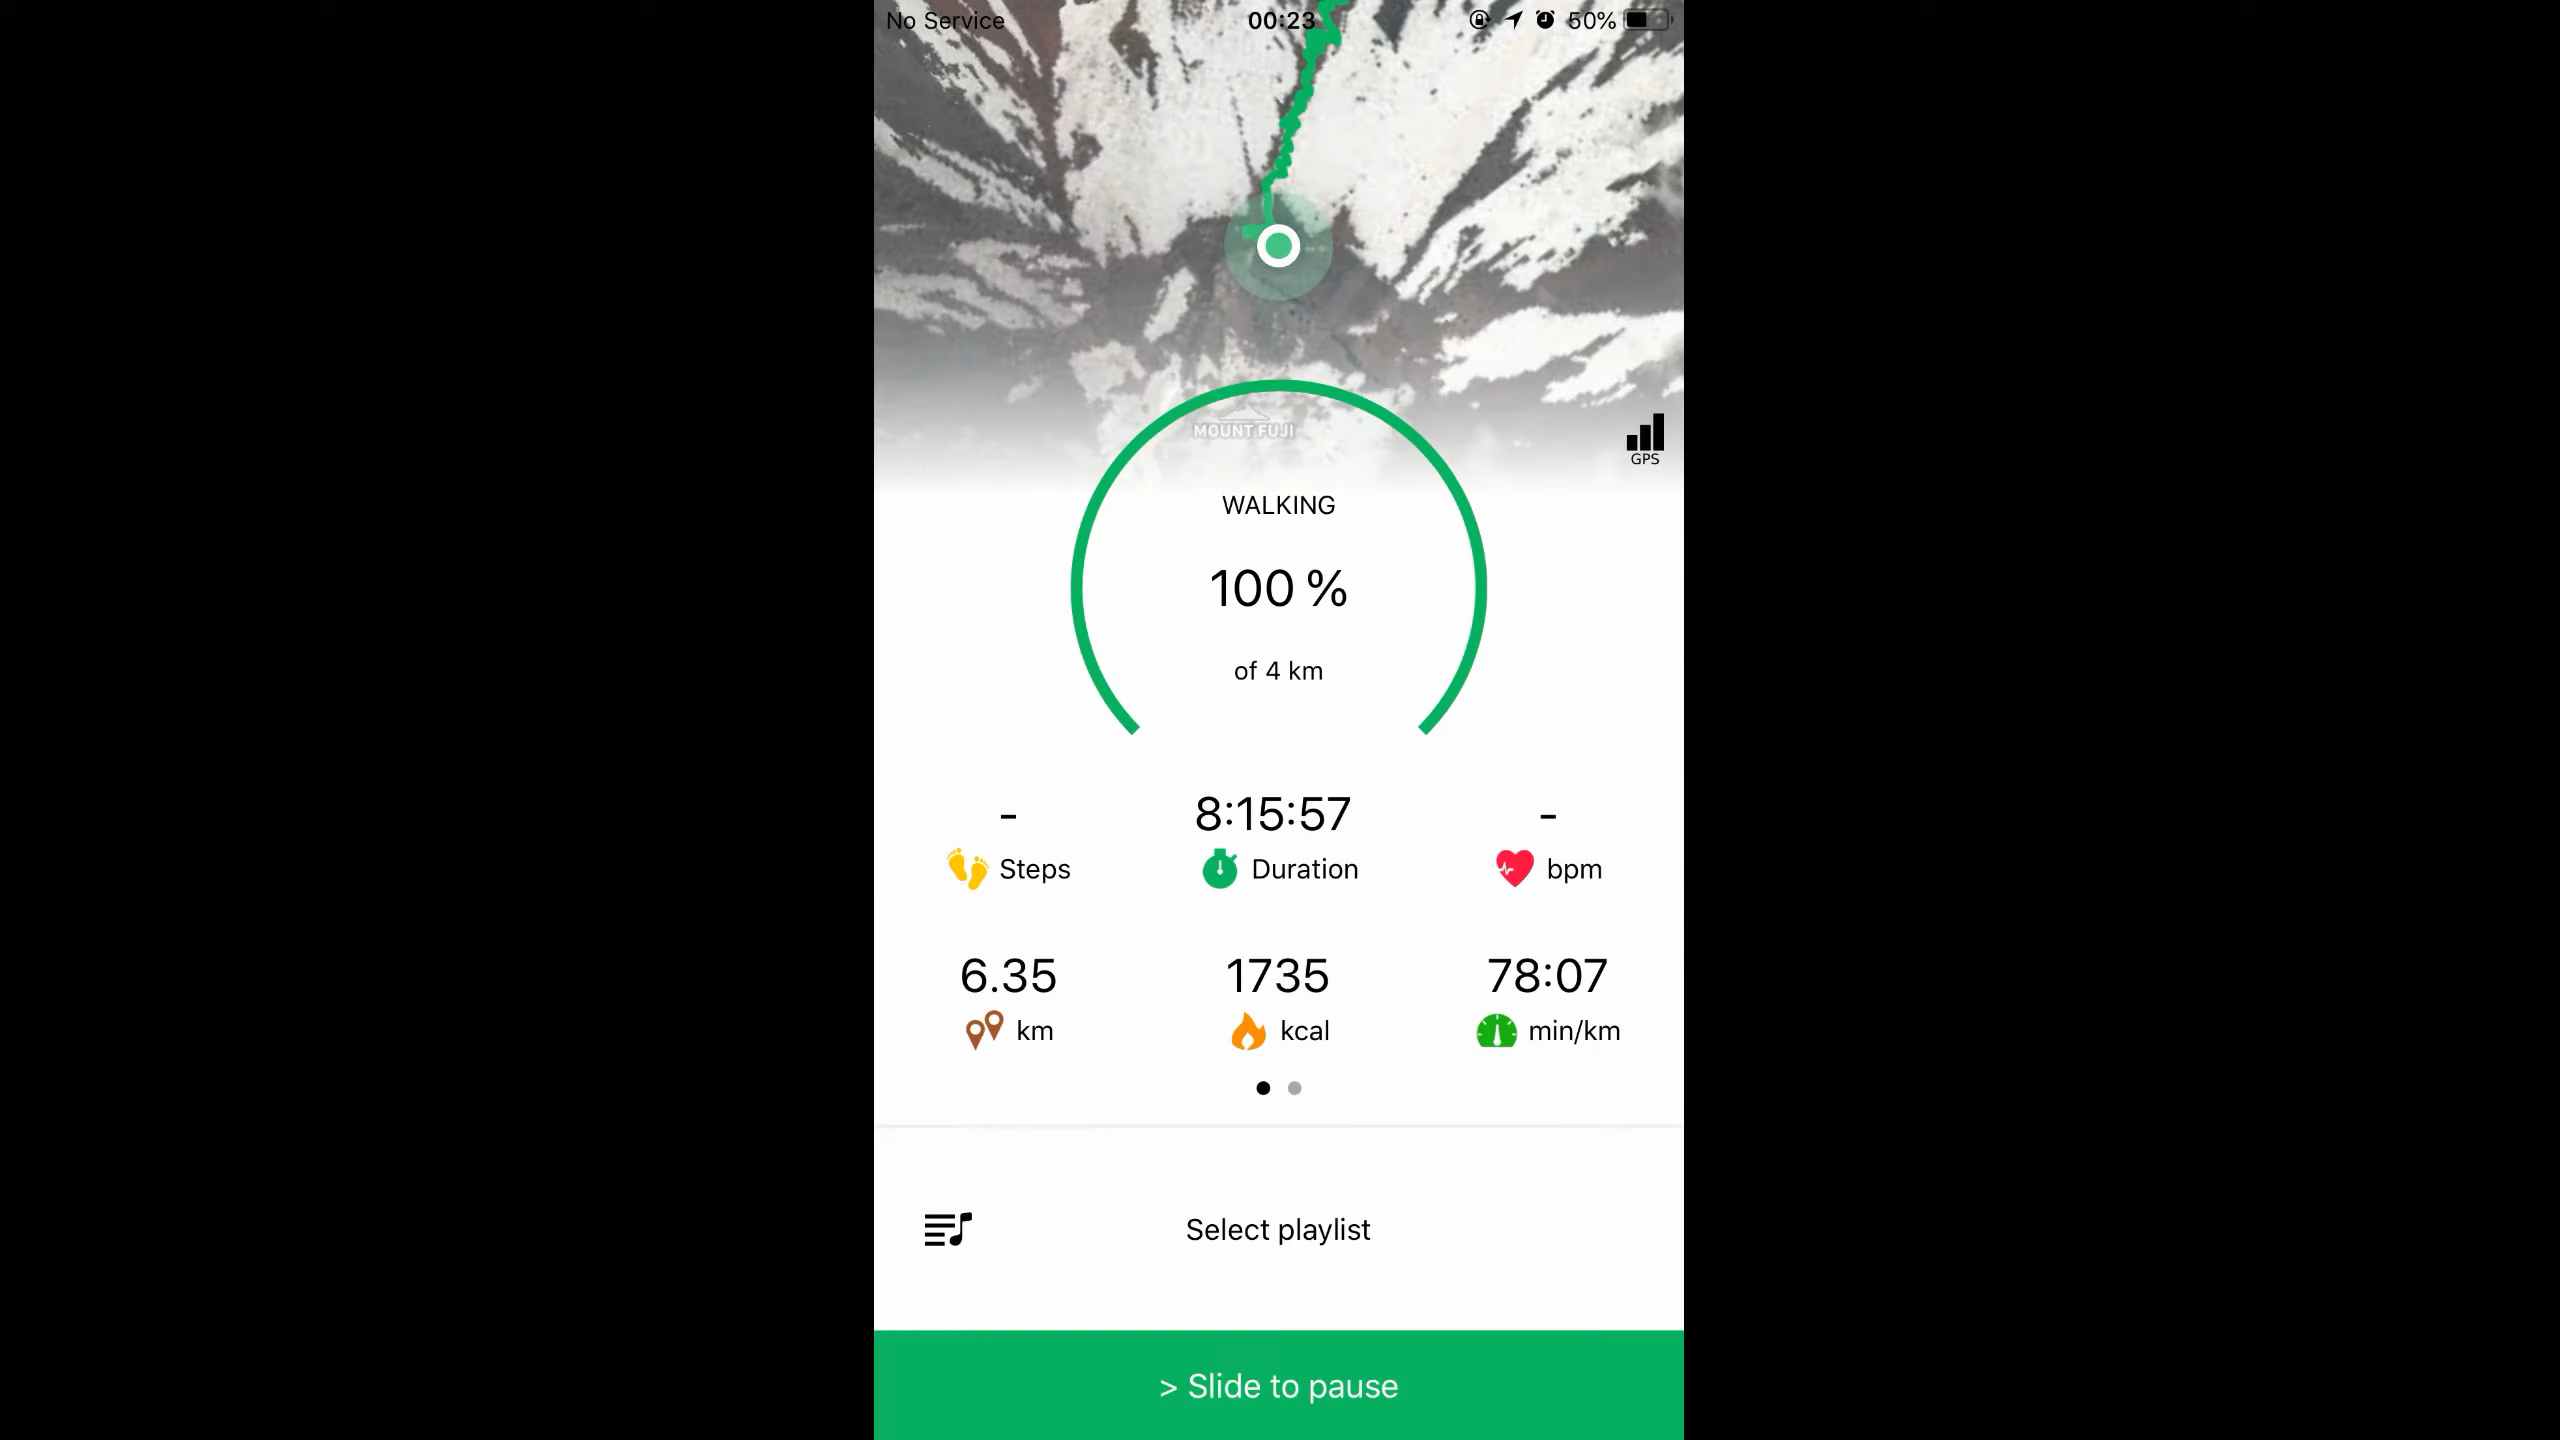 No Service 00:23 50%
MOUNT FUJI
GPS
WALKING
100 %
of 4 km
- 8:15:57 -
Steps Duration bpm
6.35 1735 78:07
km kcal min/km
Select playlist
> Slide to pause